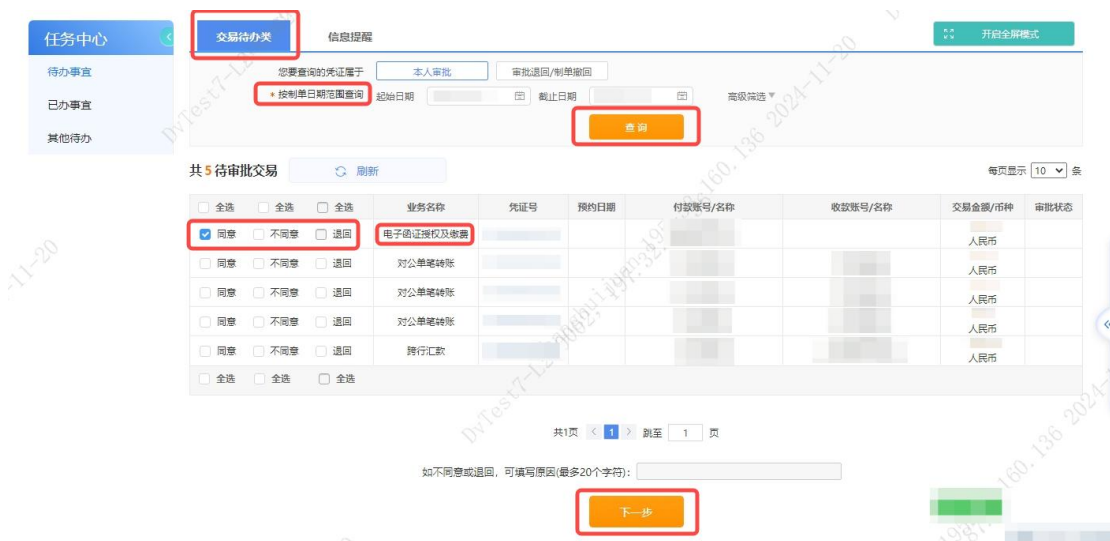 任务中心
待办事宜
已办事宜
其他待办
交易待办类 信息提醒 开启全屏模式
您要查询的凭证属于 本人审批 审批退回/制单撤回
* 按制单日期范围查询 起始日期 截止日期 高级筛选
查询
共5待审批交易 刷新 每页显示 10 条
全选 全选 全选 业务名称 凭证号 预约日期 付款账号/名称 收款账号/名称 交易金额/币种 审批状态
同意 不同意 退回 电子函证授权及缴费 人民币
同意 不同意 退回 对公单笔转账 人民币
同意 不同意 退回 对公单笔转账 人民币
同意 不同意 退回 对公单笔转账 人民币
同意 不同意 退回 跨行汇款 人民币
全选 全选 全选
共1页 < 1 > 跳至 1 页
如不同意或退回，可填写原因(最多20个字符)：
下一步